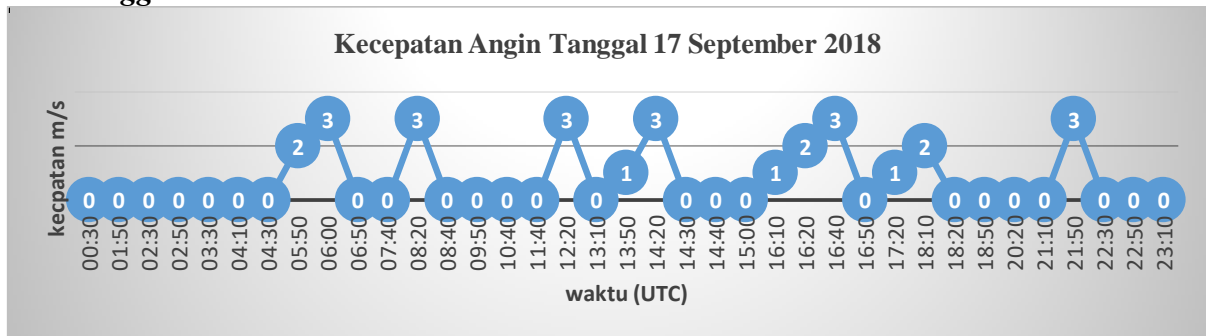 Kecepatan Angin Tanggal 17 September 2018
kecpatan m/s
0 0 0 0 0 0 0 2 3 0 0 3 0 0 0 0 3 0 1 3 0 0 0 1 2 3 0 1 2 0 0 0 0 3 0 0 0
00:30 01:50 02:30 02:50 03:30 04:10 04:30 05:50 06:00 06:50 07:40 08:20 08:40 09:50 10:40 11:40 12:20 13:10 13:50 14:20 14:30 14:40 15:00 16:10 16:20 16:40 16:50 17:20 18:10 18:20 18:50 20:20 21:10 21:50 22:30 22:50 23:10
waktu (UTC)